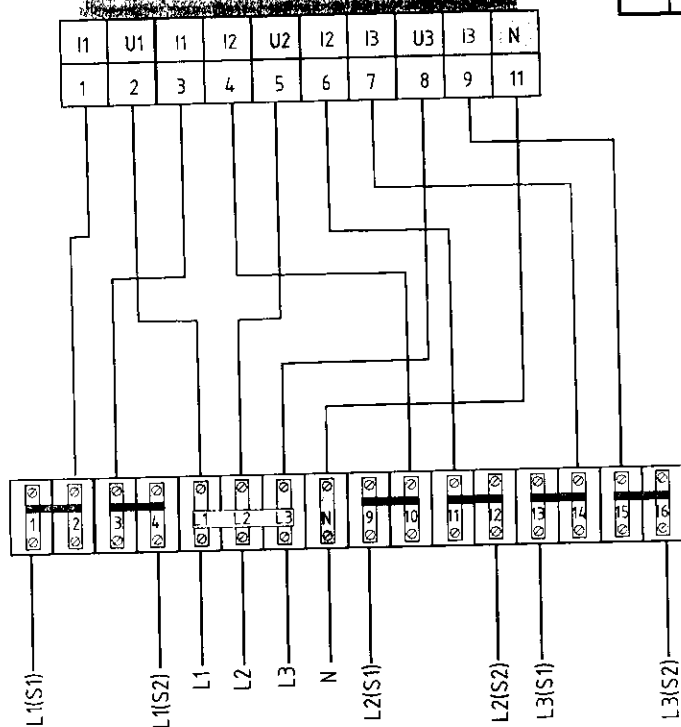 I1 U1 I1 I2 U2 I2 I3 U3 I3 N
1 2 3 4 5 6 7 8 9 11
1 2 3 4 L1 L2 L3 N 9 10 11 12 13 14 15 16
L1(S1) L1(S2) L1 L2 L3 N L2(S1) L2(S2) L3(S1) L3(S2)